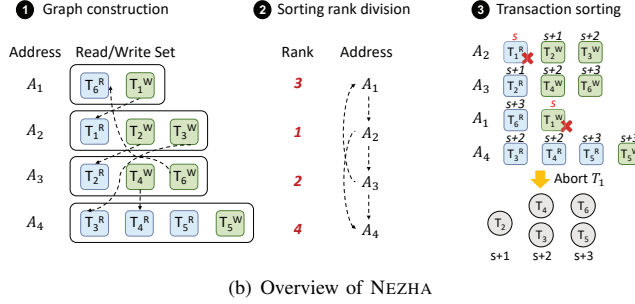 1 Graph construction
2 Sorting rank division
3 Transaction sorting
Address Read/Write Set
Rank Address
A1 T6R T1W
A2 T1R T2W T3W
A3 T2R T4W T6W
A4 T3R T4R T5R T5W
3 A1
1 A2
2 A3
4 A4
s s+1 s+2
A2 T1R T2W T3W
s+1 s+2 s+3
A3 T2R T4W T6W
s+3 s
A1 T6R T1W
s+2 s+2 s+3
A4 T3R T4R T5R T5W
Abort T1
T2 T4 T6
T3 T5
s+1 s+2 s+3
(b) Overview of NEZHA